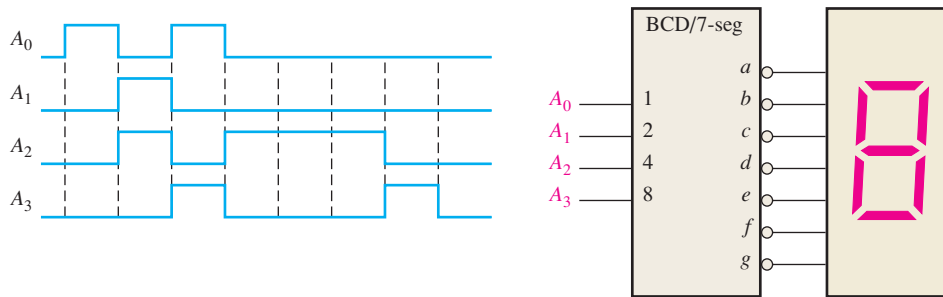 A₀
A₁
A₂
A₃
BCD/7-seg
A₀ 1
A₁ 2
A₂ 4
A₃ 8
a
b
c
d
e
f
g